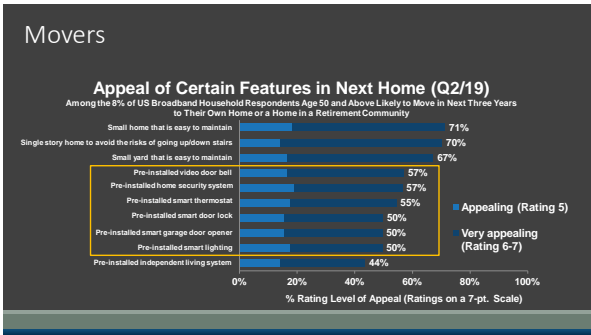 Movers
Appeal of Certain Features in Next Home (Q2/19)
Among the 8% of US Broadband Household Respondents Age 50 and Above Likely to Move in Next Three Years
to Their Own Home or a Home in a Retirement Community
Small home that is easy to maintain 71%
Single story home to avoid the risks of going up/down stairs 70%
Small yard that is easy to maintain 67%
Pre-installed video door bell 57%
Pre-installed home security system 57%
Pre-installed smart thermostat 55%
Pre-installed smart door lock 50%
Pre-installed smart garage door opener 50%
Pre-installed smart lighting 50%
Pre-installed independent living system 44%
Appealing (Rating 5)
Very appealing
(Rating 6-7)
0% 20% 40% 60% 80% 100%
% Rating Level of Appeal (Ratings on a 7-pt. Scale)